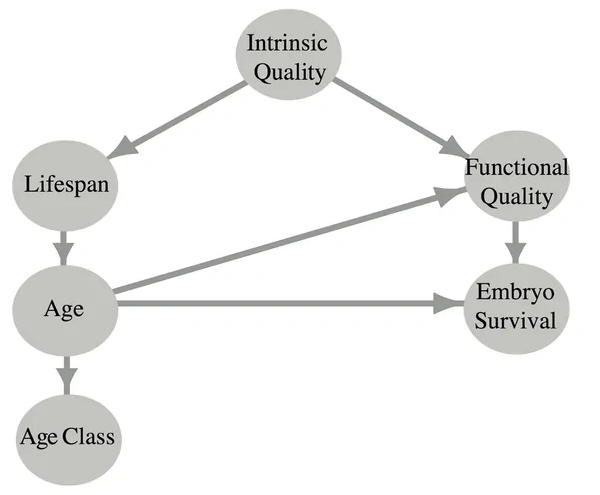 Intrinsic
Quality
Lifespan
Functional
Quality
Age
Embryo
Survival
Age Class